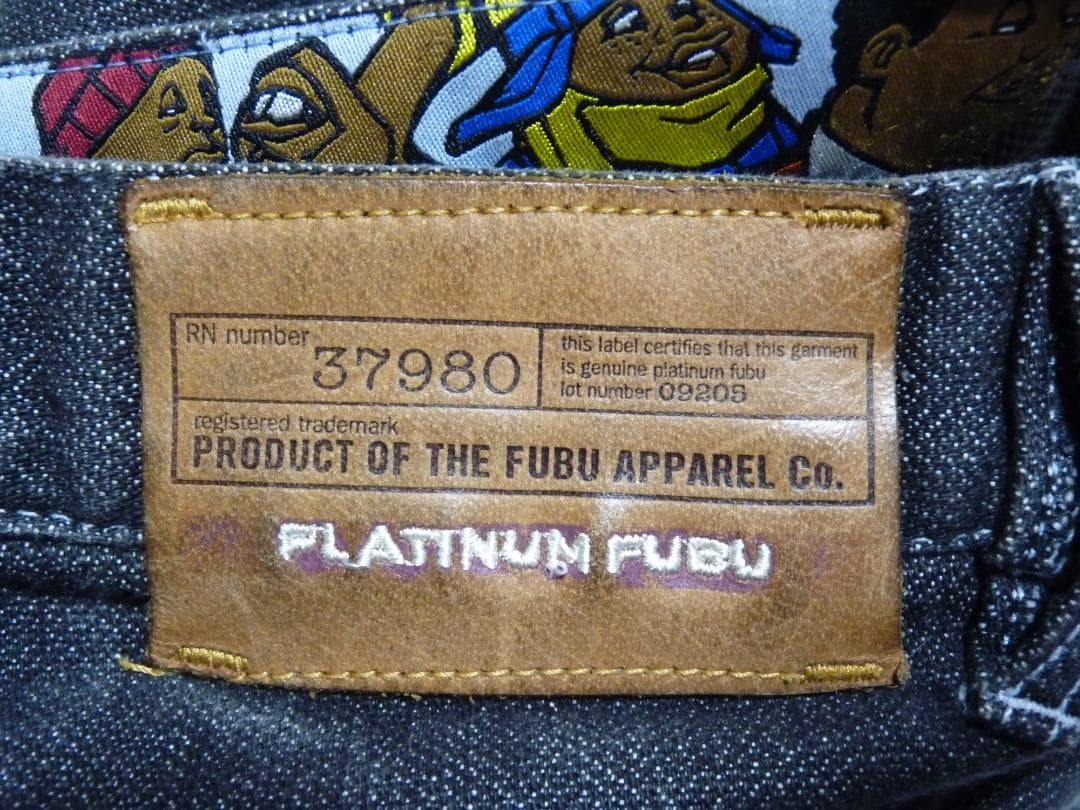 RN number
37980
this label certifies that this garment
is genuine platinum fubu
lot number 09205
registered trademark
PRODUCT OF THE FUBU APPAREL Co.
PLATINUM FUBU